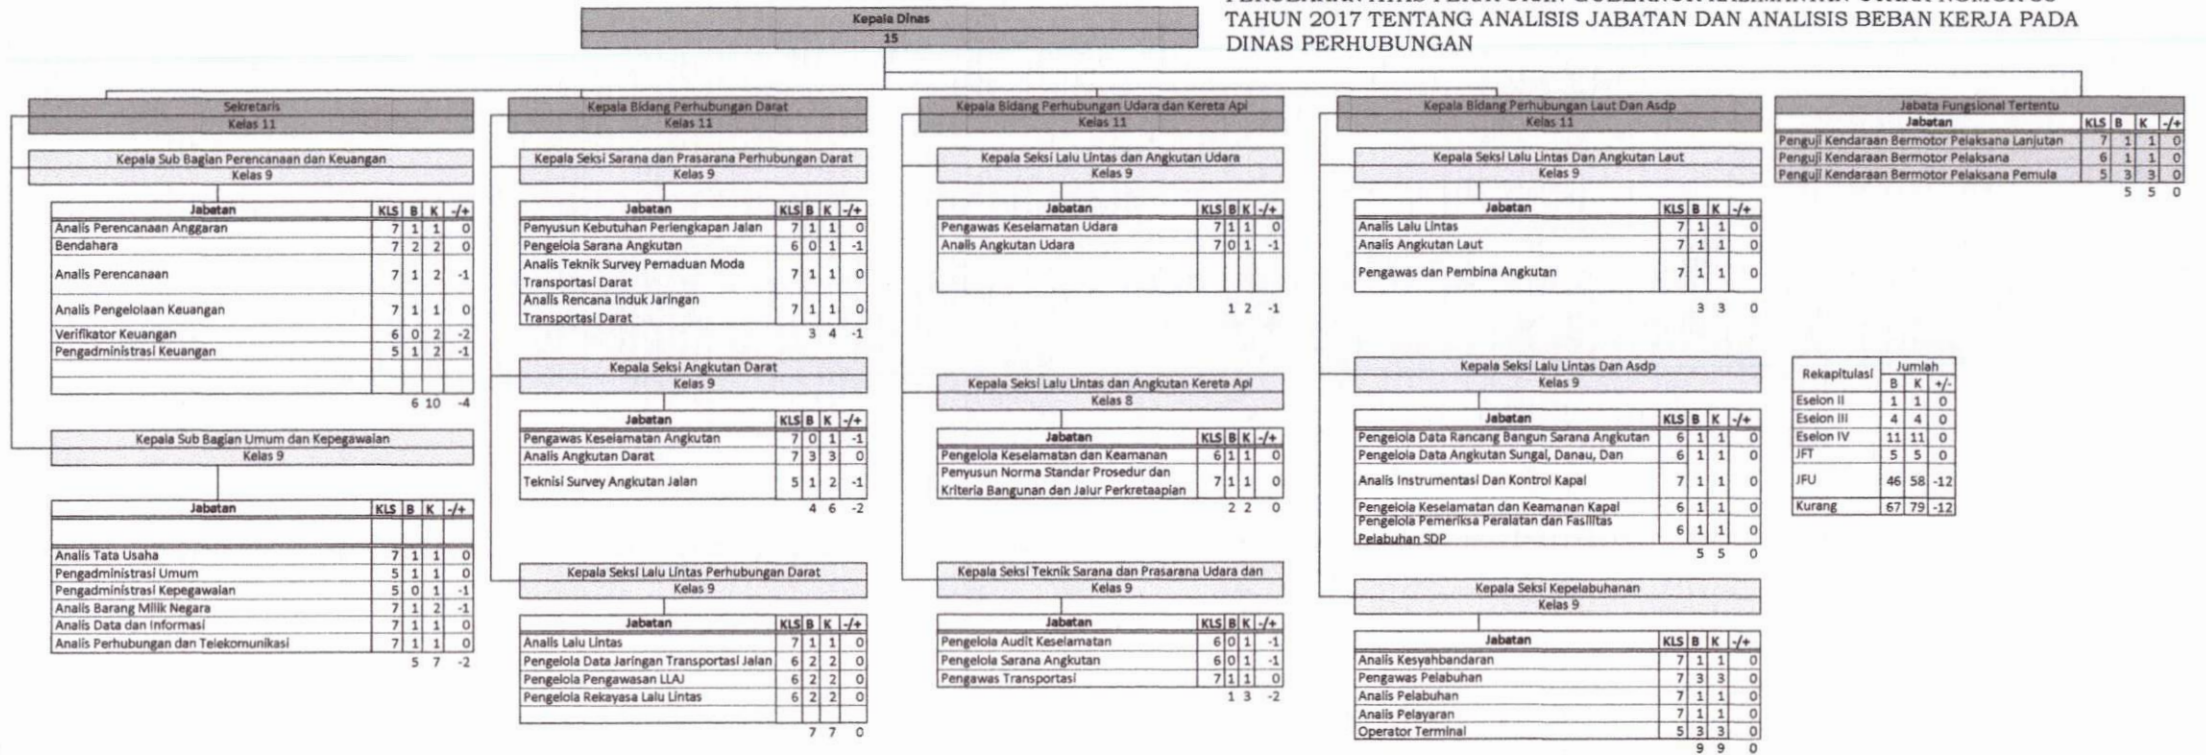 TAHUN 2017 TENTANG ANALISIS JABATAN DAN ANALISIS BEBAN KERJA PADA
DINAS PERHUBUNGAN
Kepala Dinas
15
Sekretaris
Kelas 11
Kepala Sub Bagian Perencanaan dan Keuangan
Kelas 9
Jabatan KLS B K -/+
Analis Perencanaan Anggaran 7 1 1 0
Bendahara 7 2 2 0
Analis Perencanaan 7 1 2 -1
Analis Pengelolaan Keuangan 7 1 1 0
Verifikator Keuangan 6 0 2 -2
Pengadministrasi Keuangan 5 1 2 -1
6 10 -4
Kepala Sub Bagian Umum dan Kepegawaian
Kelas 9
Jabatan KLS B K -/+
Analis Tata Usaha 7 1 1 0
Pengadministrasi Umum 5 1 1 0
Pengadministrasi Kepegawaian 5 0 1 -1
Analis Barang Milik Negara 7 1 2 -1
Analis Data dan Informasi 7 1 1 0
Analis Perhubungan dan Telekomunikasi 7 1 1 0
5 7 -2
Kepala Bidang Perhubungan Darat
Kelas 11
Kepala Seksi Sarana dan Prasarana Perhubungan Darat
Kelas 9
Jabatan KLS B K -/+
Penyusun Kebutuhan Perlengkapan Jalan 7 1 1 0
Pengelola Sarana Angkutan 6 0 1 -1
Analis Teknik Survey Pemaduan Moda
Transportasi Darat 7 1 1 0
Analis Rencana Induk Jaringan
Transportasi Darat 7 1 1 0
3 4 -1
Kepala Seksi Angkutan Darat
Kelas 9
Jabatan KLS B K -/+
Pengawas Keselamatan Angkutan 7 0 1 -1
Analis Angkutan Darat 7 3 3 0
Teknisi Survey Angkutan Jalan 5 1 2 -1
4 6 -2
Kepala Seksi Lalu Lintas Perhubungan Darat
Kelas 9
Jabatan KLS B K -/+
Analis Lalu Lintas 7 1 1 0
Pengelola Data Jaringan Transportasi Jalan 6 2 2 0
Pengelola Pengawasan LLAJ 6 2 2 0
Pengelola Rekayasa Lalu Lintas 6 2 2 0
7 7 0
Kepala Bidang Perhubungan Udara dan Kereta Api
Kelas 11
Kepala Seksi Lalu Lintas dan Angkutan Udara
Kelas 9
Jabatan KLS B K -/+
Pengawas Keselamatan Udara 7 1 1 0
Analis Angkutan Udara 7 0 1 -1
1 2 -1
Kepala Seksi Lalu Lintas dan Angkutan Kereta Api
Kelas 8
Jabatan KLS B K -/+
Pengelola Keselamatan dan Keamanan 6 1 1 0
Penyusun Norma Standar Prosedur dan
Kriteria Bangunan dan Jalur Perkretaapian 7 1 1 0
2 2 0
Kepala Seksi Teknik Sarana dan Prasarana Udara dan
Kelas 9
Jabatan KLS B K -/+
Pengelola Audit Keselamatan 6 0 1 -1
Pengelola Sarana Angkutan 6 0 1 -1
Pengawas Transportasi 7 1 1 0
1 3 -2
Kepala Bidang Perhubungan Laut Dan Asdp
Kelas 11
Kepala Seksi Lalu Lintas Dan Angkutan Laut
Kelas 9
Jabatan KLS B K -/+
Analis Lalu Lintas 7 1 1 0
Analis Angkutan Laut 7 1 1 0
Pengawas dan Pembina Angkutan 7 1 1 0
3 3 0
Kepala Seksi Lalu Lintas Dan Asdp
Kelas 9
Jabatan KLS B K -/+
Pengelola Data Rancang Bangun Sarana Angkutan 6 1 1 0
Pengelola Data Angkutan Sungai, Danau, Dan 6 1 1 0
Analis Instrumentasi Dan Kontrol Kapal 7 1 1 0
Pengelola Keselamatan dan Keamanan Kapal 6 1 1 0
Pengelola Pemeriksa Peralatan dan Fasilitas
Pelabuhan SDP 6 1 1 0
5 5 0
Kepala Seksi Kepelabuhanan
Kelas 9
Jabatan KLS B K -/+
Analis Kesyahbandaran 7 1 1 0
Pengawas Pelabuhan 7 3 3 0
Analis Pelabuhan 7 1 1 0
Analis Pelayaran 7 1 1 0
Operator Terminal 5 3 3 0
9 9 0
Jabata Fungsional Tertentu
Jabatan KLS B K -/+
Penguji Kendaraan Bermotor Pelaksana Lanjutan 7 1 1 0
Penguji Kendaraan Bermotor Pelaksana 6 1 1 0
Penguji Kendaraan Bermotor Pelaksana Pemula 5 3 3 0
5 5 0
Rekapitulasi Jumlah
B K +/-
Eselon II 1 1 0
Eselon III 4 4 0
Eselon IV 11 11 0
JFT 5 5 0
JFU 46 58 -12
Kurang 67 79 -12